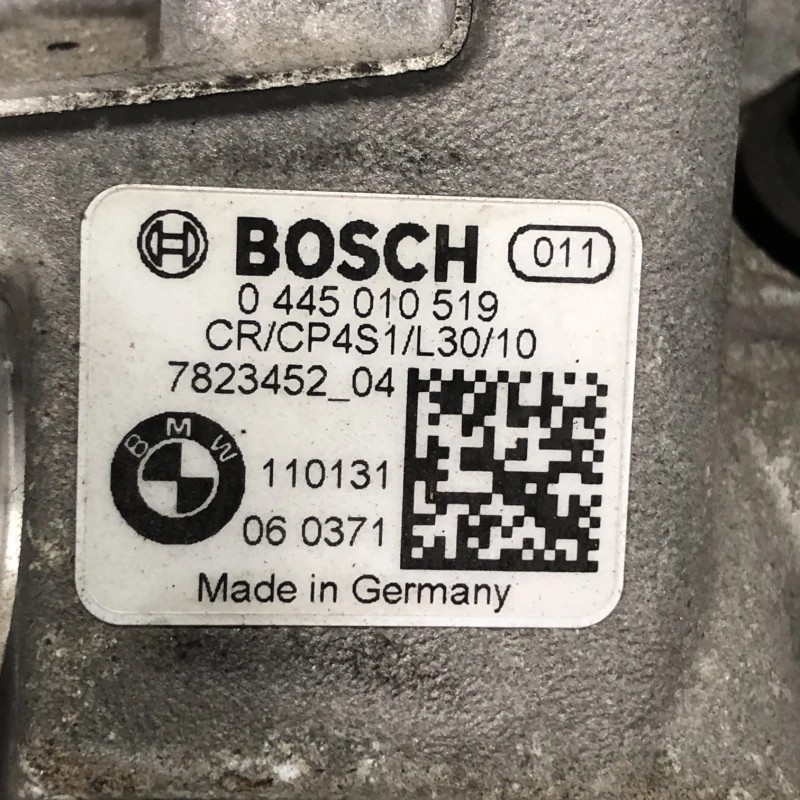 BOSCH 011
0 445 010 519
CR/CP4S1/L30/10
7823452_04
BMW
110131
06 0371
Made in Germany